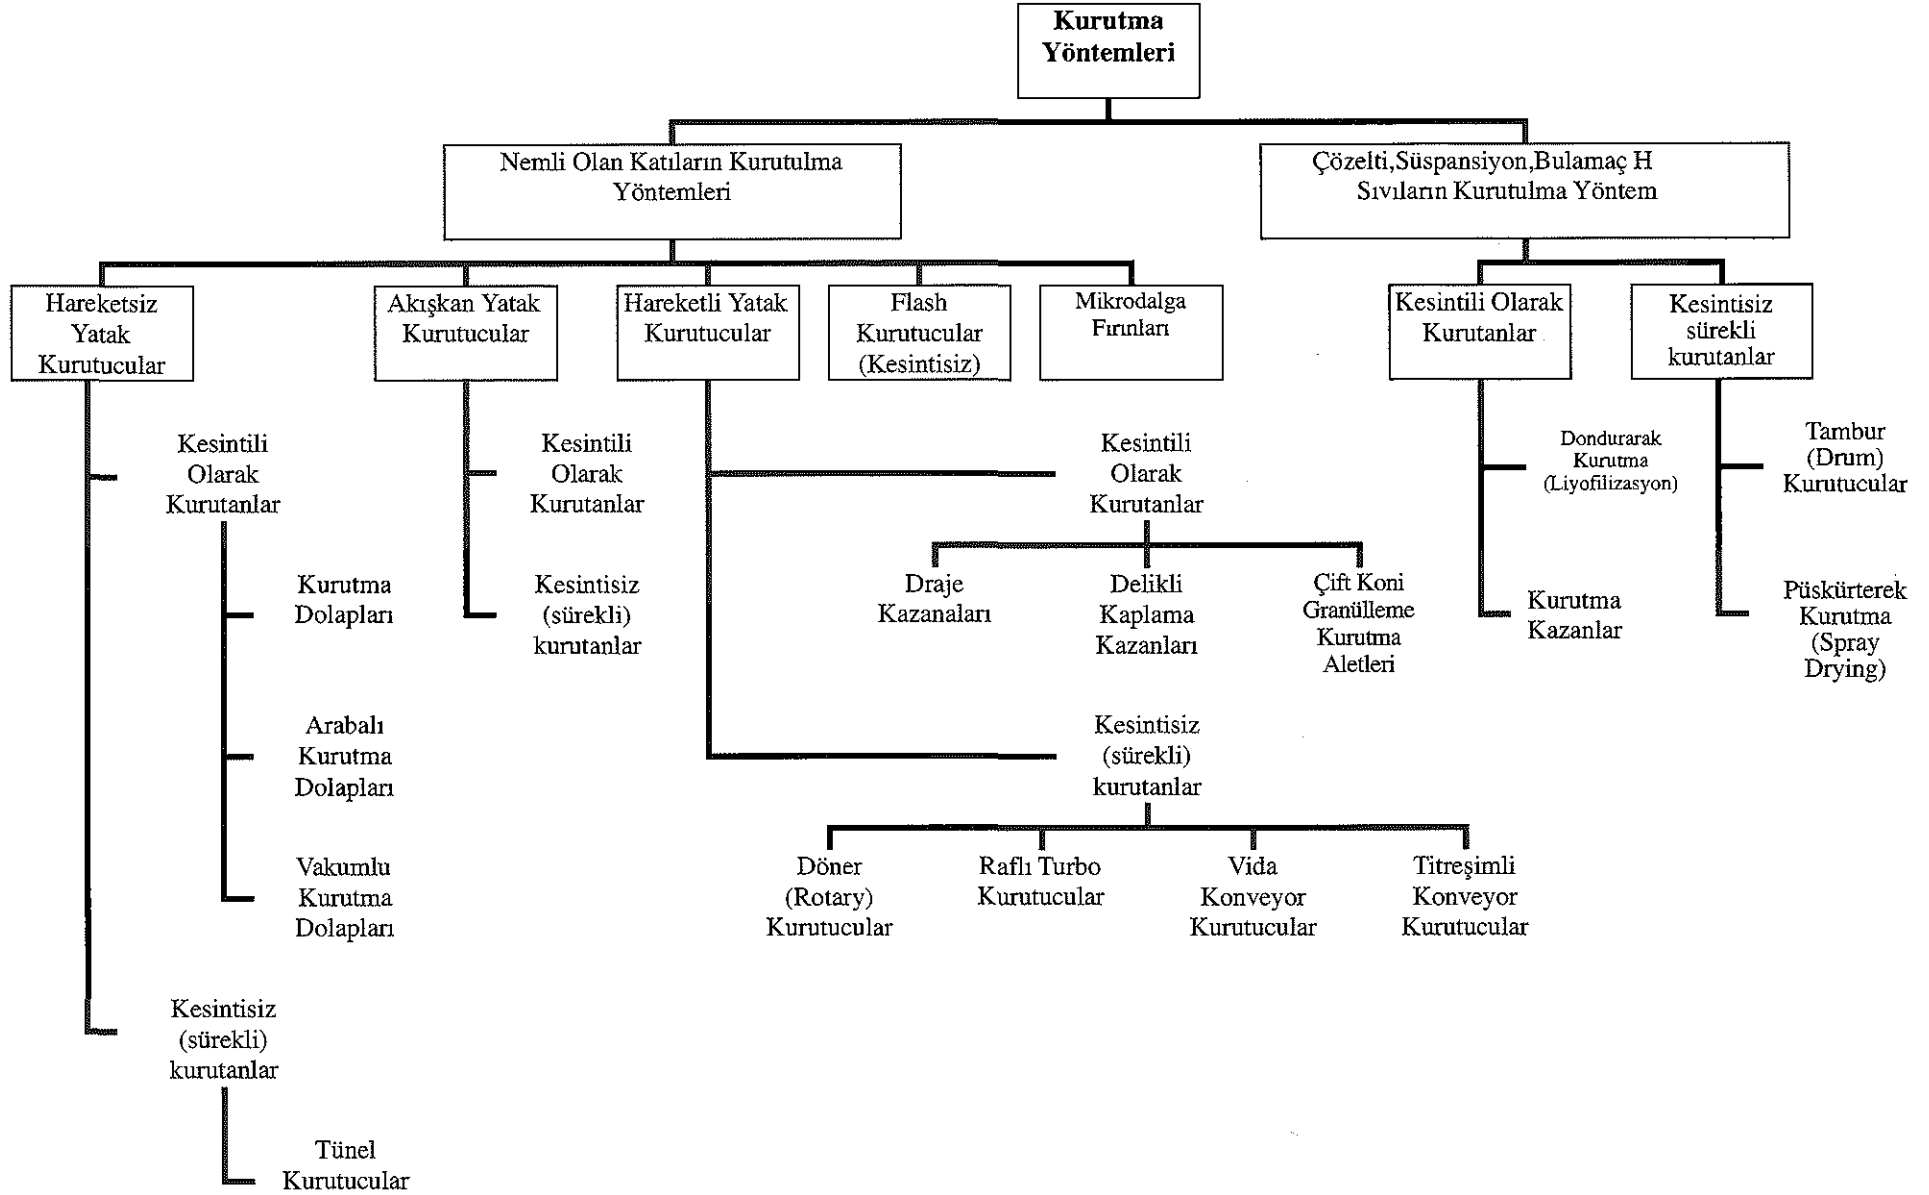 Kurutma
Yöntemleri
Nemli Olan Katıların Kurutulma
Yöntemleri
Çözelti,Süspansiyon,Bulamaç H
Sıvıların Kurutulma Yöntem
Hareketsiz
Yatak
Kurutucular
Akışkan Yatak
Kurutucular
Hareketli Yatak
Kurutucular
Flash
Kurutucular
(Kesintisiz)
Mikrodalga
Fırınları
Kesintili Olarak
Kurutanlar
Kesintisiz
sürekli
kurutanlar
Kesintili
Olarak
Kurutanlar
Kurutma
Dolapları
Arabalı
Kurutma
Dolapları
Vakumlu
Kurutma
Dolapları
Kesintisiz
(sürekli)
kurutanlar
Tünel
Kurutucular
Kesintili
Olarak
Kurutanlar
Kesintisiz
(sürekli)
kurutanlar
Kesintili
Olarak
Kurutanlar
Draje
Kazanaları
Delikli
Kaplama
Kazanları
Çift Koni
Granülleme
Kurutma
Aletleri
Kesintisiz
(sürekli)
kurutanlar
Döner
(Rotary)
Kurutucular
Raflı Turbo
Kurutucular
Vida
Konveyor
Kurutucular
Titreşimli
Konveyor
Kurutucular
Dondurarak
Kurutma
(Liyofilizasyon)
Kurutma
Kazanlar
Tambur
(Drum)
Kurutucular
Püskürterek
Kurutma
(Spray
Drying)